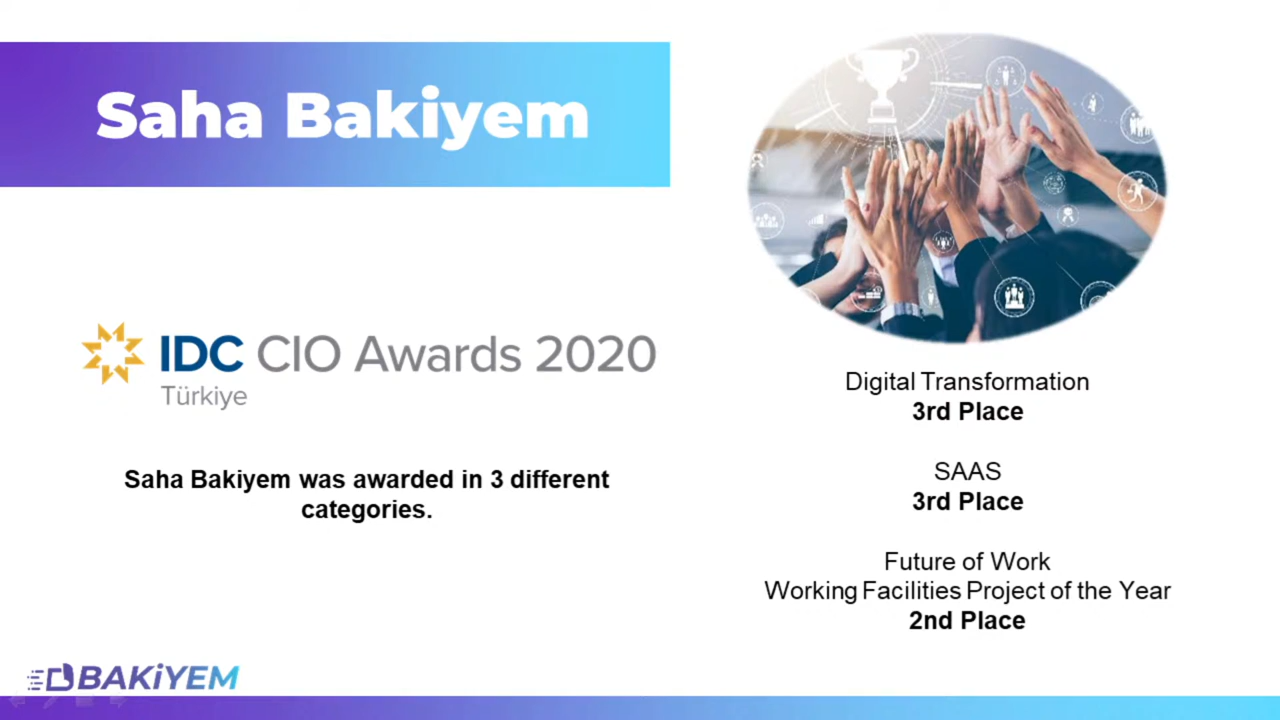 Saha Bakiyem
IDC CIO Awards 2020
Türkiye
Saha Bakiyem was awarded in 3 different
categories.
Digital Transformation
3rd Place
SAAS
3rd Place
Future of Work
Working Facilities Project of the Year
2nd Place
BAKiYEM